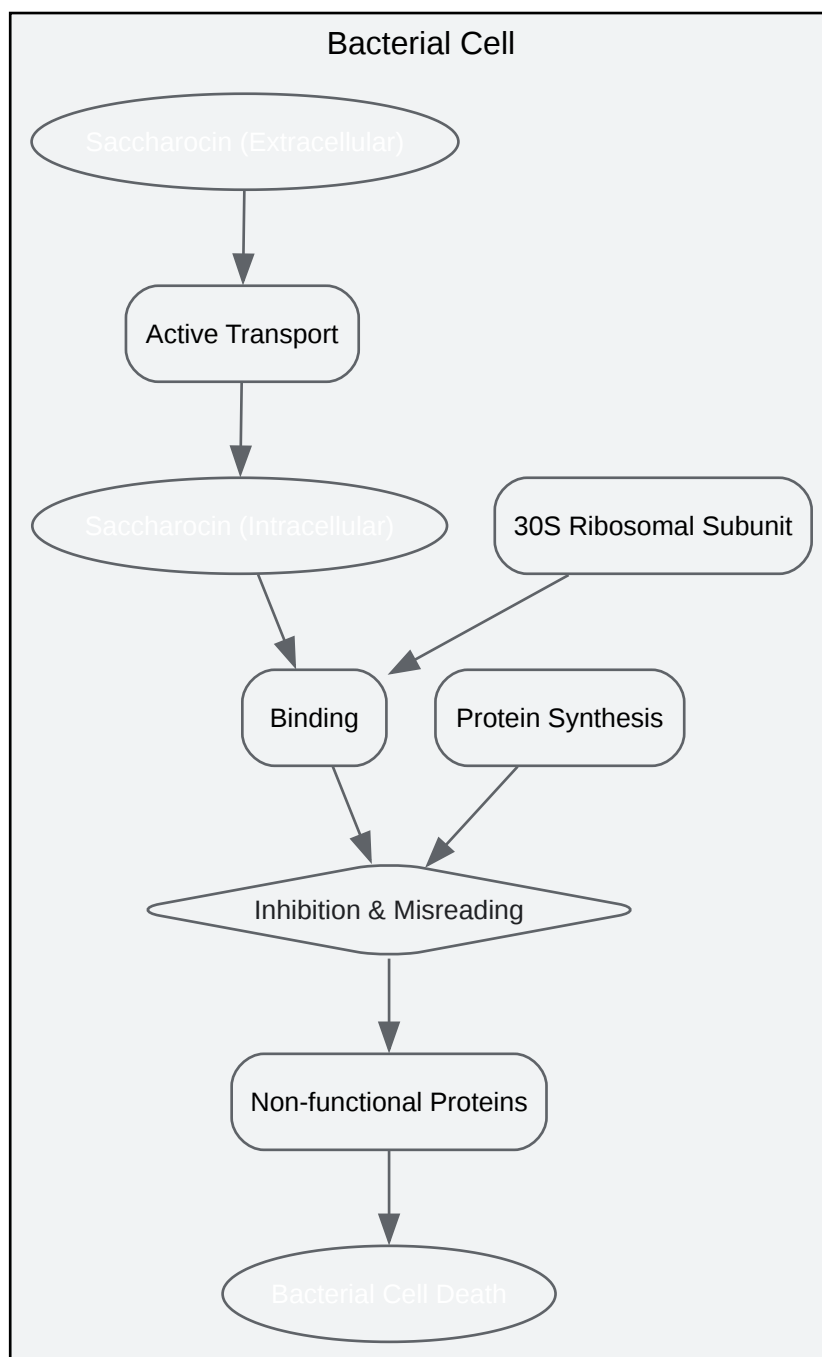 Bacterial Cell
Saccharocin (Extracellular)
Active Transport
Saccharocin (Intracellular)
30S Ribosomal Subunit
Binding
Protein Synthesis
Inhibition & Misreading
Non-functional Proteins
Bacterial Cell Death